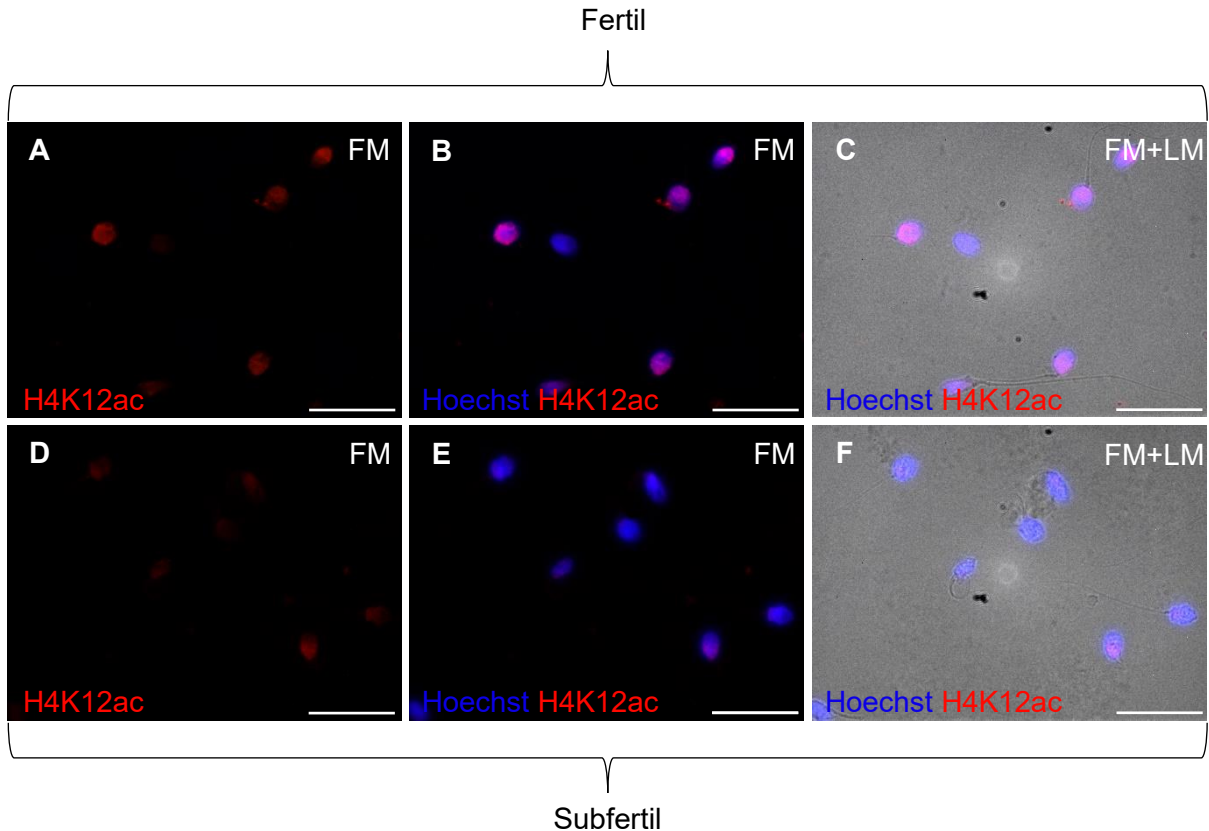 Fertil
A FM
B FM
C FM+LM
H4K12ac
Hoechst H4K12ac
Hoechst H4K12ac
D FM
E FM
F FM+LM
H4K12ac
Hoechst H4K12ac
Hoechst H4K12ac
Subfertil